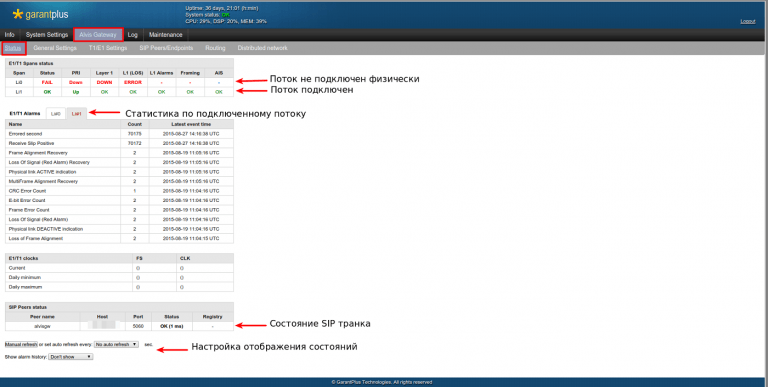 garantplus
Uptime: 36 days, 21:01 (h:min)
System status: OK
CPU: 29%, DSP: 20%, MEM: 39%
Logout
Info System Settings Alvis Gateway Log Maintenance
Status General Settings T1/E1 Settings SIP Peers/Endpoints Routing Distributed network
E1/T1 Spans status
Span Status PRI Layer 1 L1 (LOS) L1 Alarms Framing AIS
Li0 FAIL Down DOWN ERROR - - -
Поток не подключен физически
Li1 OK Up OK OK OK OK OK
Поток подключен
E1/T1 Alarms Lai0 Lai1
Статистика по подключенному потоку
Name Count Latest event time
Errored second 70175 2015-08-27 14:16:38 UTC
Receive Slip Positive 70172 2015-08-27 14:16:38 UTC
Frame Alignment Recovery 2 2015-08-19 11:05:16 UTC
Loss Of Signal (Red Alarm) Recovery 2 2015-08-19 11:05:16 UTC
Physical link ACTIVE indication 2 2015-08-19 11:05:16 UTC
MultiFrame Alignment Recovery 2 2015-08-19 11:05:16 UTC
CRC Error Count 1 2015-08-19 11:04:16 UTC
E-bit Error Count 2 2015-08-19 11:04:16 UTC
Frame Error Count 2 2015-08-19 11:04:16 UTC
Loss Of Signal (Red Alarm) 2 2015-08-19 11:04:16 UTC
Physical link DEACTIVE indication 2 2015-08-19 11:04:16 UTC
Loss of Frame Alignment 2 2015-08-19 11:04:15 UTC
E1/T1 clocks FS CLK
Current 0 0
Daily minimum 0 0
Daily maximum 0 0
SIP Peers status
Peer name Host Port Status Registry
5060 OK (1 ms) -
Состояние SIP транка
Manual refresh or set auto refresh every: No auto refresh sec.
Настройка отображения состояний
Show alarm history: Don't show
© GarantPlus Technologies. All rights reserved